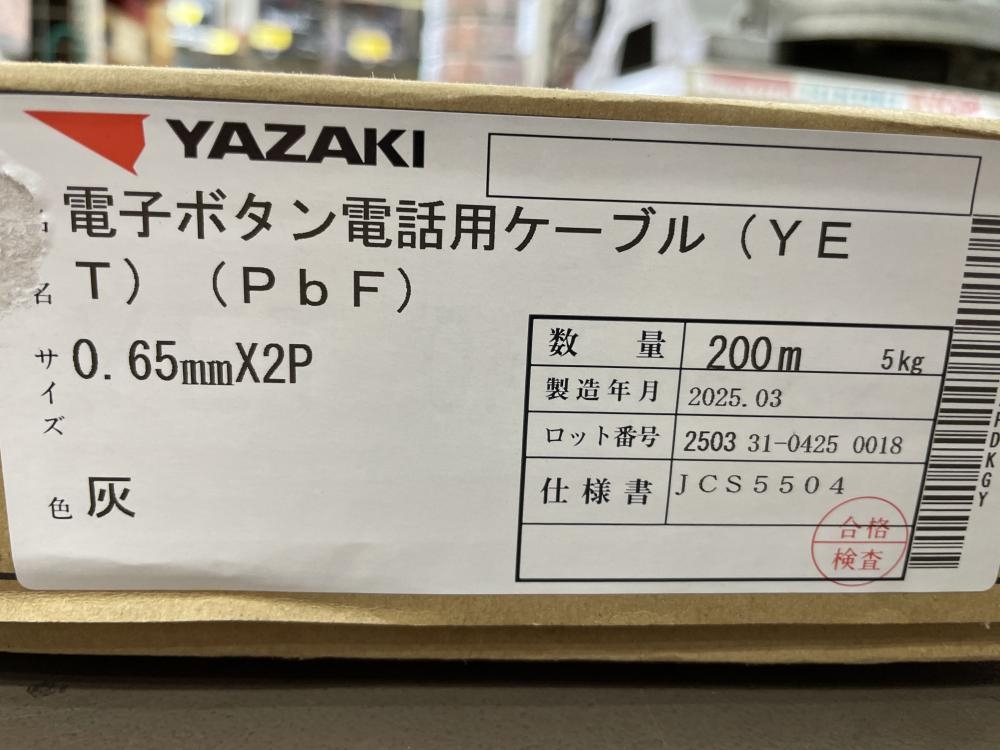 YAZAKI
名 電子ボタン電話用ケーブル（ＹＥ
Ｔ）（ＰｂＦ）
サイズ 0.65mmX2P
色 灰
数量 200m 5kg
製造年月 2025.03
ロット番号 2503 31-0425 0018
仕様書 ＪＣＳ５５０４
合格
検査
DKGY